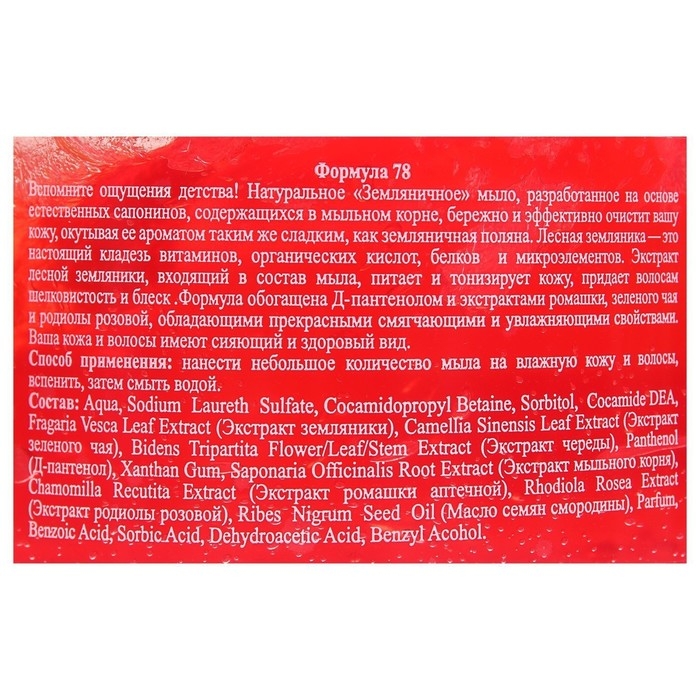 Формула 78
Вспомните ощущения детства! Натуральное «Земляничное» мыло, разработанное на основе
естественных сапонинов, содержащихся в мыльном корне, бережно и эффективно очистит вашу
кожу, окутывая ее ароматом таким же сладким, как земляничная поляна. Лесная земляника—это
настоящий кладезь витаминов, органических кислот, белков и микроэлементов. Экстракт
лесной земляники, входящий в состав мыла, питает и тонизирует кожу, придает волосам
шелковистость и блеск .Формула обогащена Д-пантенолом и экстрактами ромашки, зеленого чая
и родиолы розовой, обладающими прекрасными смягчающими и увлажняющими свойствами.
Ваша кожа и волосы имеют сияющий и здоровый вид.
Способ применения: нанести небольшое количество мыла на влажную кожу и волосы,
вспенить, затем смыть водой.
Состав: Aqua, Sodium Laureth Sulfate, Cocamidopropyl Betaine, Sorbitol, Cocamide DEA,
Fragaria Vesca Leaf Extract (Экстракт земляники), Camellia Sinensis Leaf Extract (Экстракт
зеленого чая), Bidens Tripartita Flower/Leaf/Stem Extract (Экстракт череды), Panthenol
(Д-пантенол), Xanthan Gum, Saponaria Officinalis Root Extract (Экстракт мыльного корня),
Chamomilla Recutita Extract (Экстракт ромашки аптечной), Rhodiola Rosea Extract
(Экстракт родиолы розовой), Ribes Nigrum Seed Oil (Масло семян смородины), Parfum,
Benzoic Acid, Sorbic Acid, Dehydroacetic Acid, Benzyl Acohol.